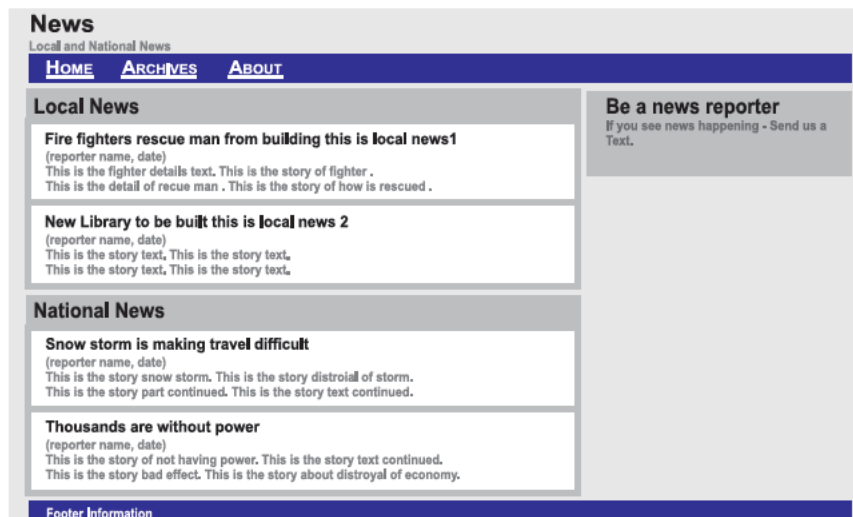 News
Local and National News
HOME ARCHIVES ABOUT
Local News
Fire fighters rescue man from building this is local news1
(reporter name, date)
This is the fighter details text. This is the story of fighter .
This is the detail of recue man . This is the story of how is rescued .
New Library to be built this is local news 2
(reporter name, date)
This is the story text. This is the story text.
This is the story text. This is the story text.
National News
Snow storm is making travel difficult
(reporter name, date)
This is the story snow storm. This is the story distroial of storm.
This is the story part continued. This is the story text continued.
Thousands are without power
(reporter name, date)
This is the story of not having power. This is the story text continued.
This is the story bad effect. This is the story about distroyal of economy.
Be a news reporter
If you see news happening - Send us a
Text.
Footer Information